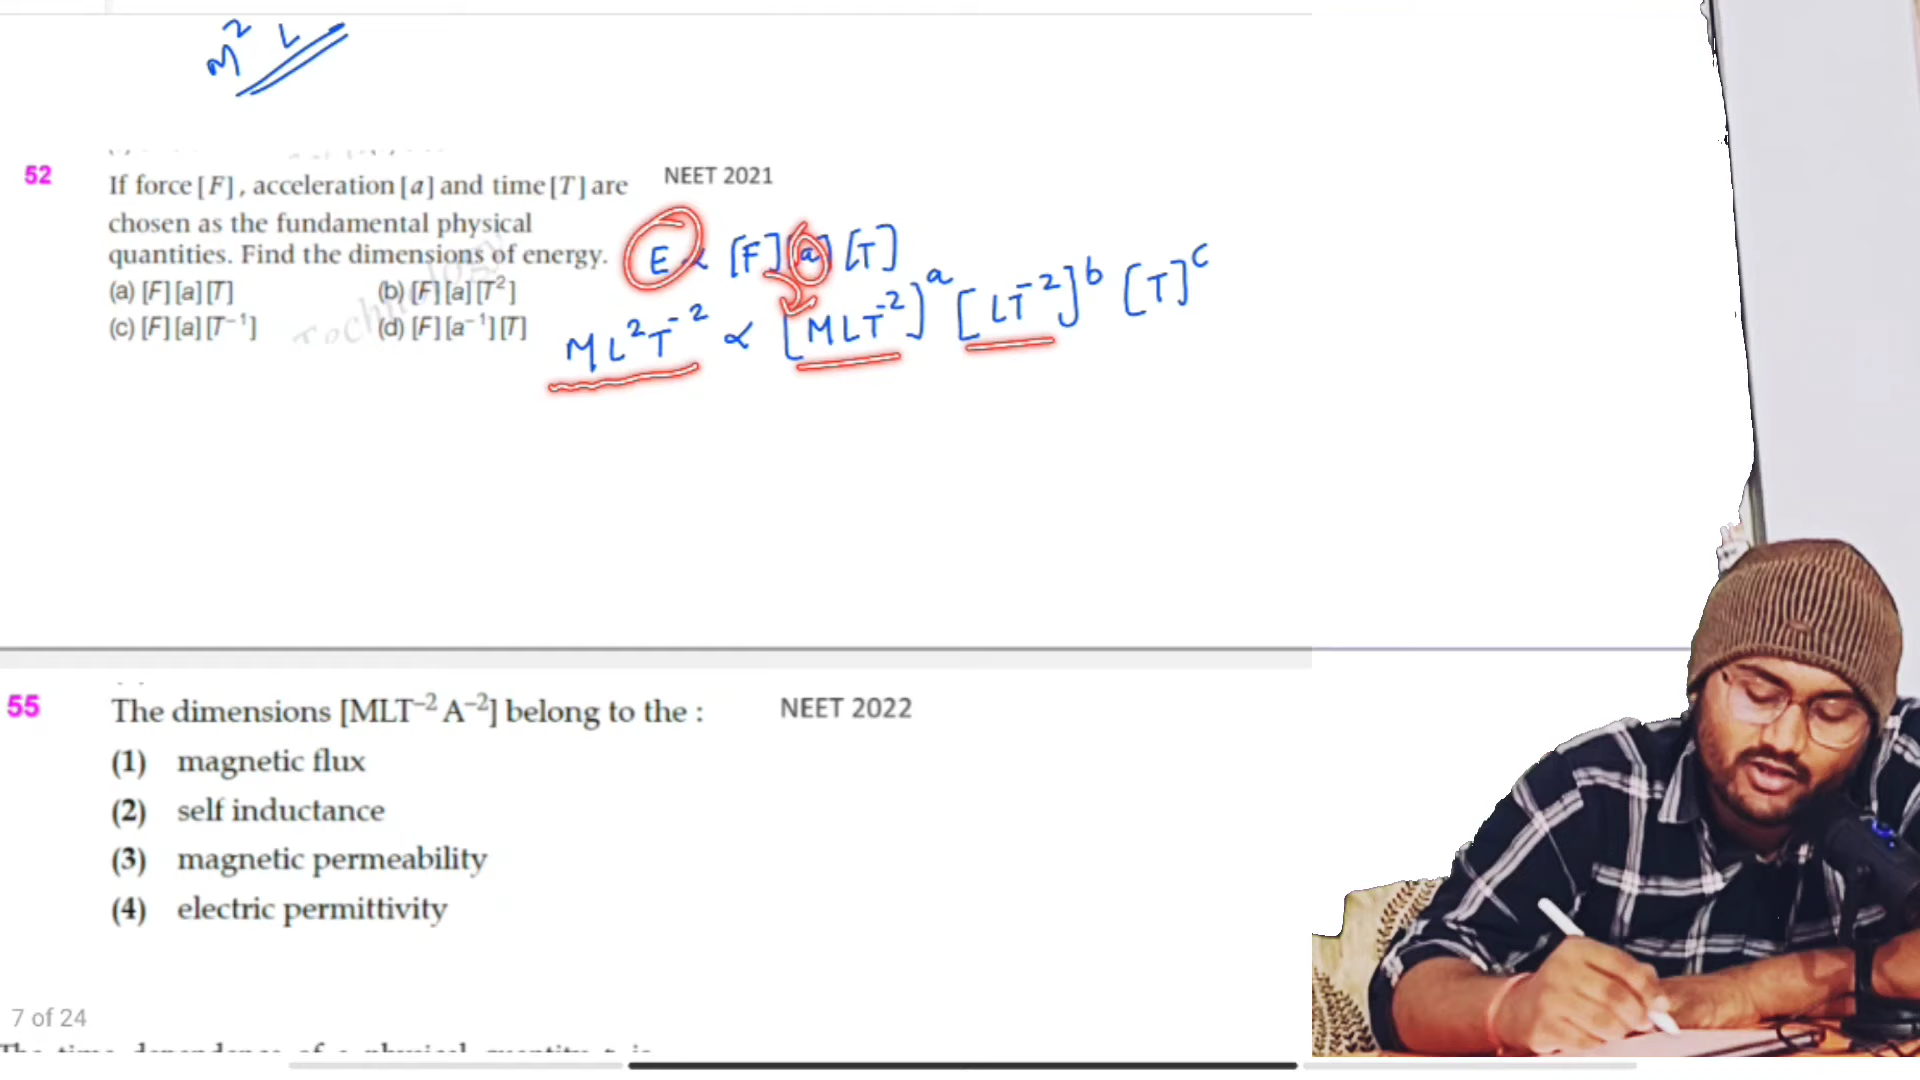 M² L
52
If force [F], acceleration [a] and time [T] are
chosen as the fundamental physical
quantities. Find the dimensions of energy.
(a) [F][a][T] (b) [F][a][T²]
(c) [F][a][T⁻¹] (d) [F][a⁻¹][T]
NEET 2021
E ∝ [F][a][T]
ML²T⁻² ∝ [MLT⁻²]ᵃ [LT⁻²]ᵇ [T]ᶜ
55 The dimensions [MLT⁻² A⁻²] belong to the : NEET 2022
(1) magnetic flux
(2) self inductance
(3) magnetic permeability
(4) electric permittivity
7 of 24